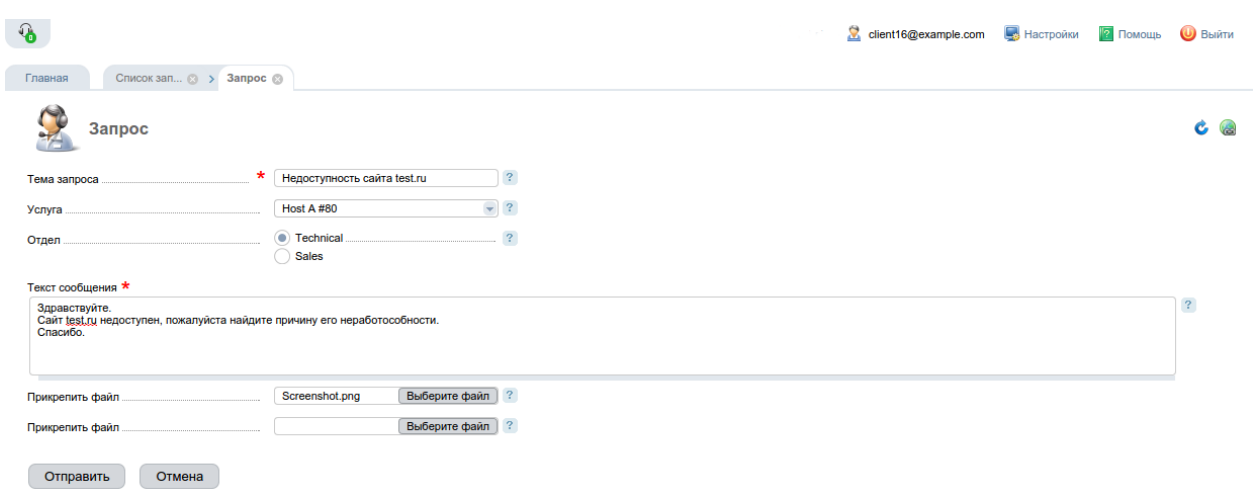 0
client16@example.com Настройки Помощь Выйти
Главная Список зап... > Запрос
Запрос
Тема запроса * Недоступность сайта test.ru ?
Услуга Host A #80 ?
Отдел Technical ?
Sales
Текст сообщения *
Здравствуйте. ?
Сайт test.ru недоступен, пожалуйста найдите причину его неработособности.
Спасибо.
Прикрепить файл Screenshot.png Выберите файл ?
Прикрепить файл Выберите файл ?
Отправить Отмена